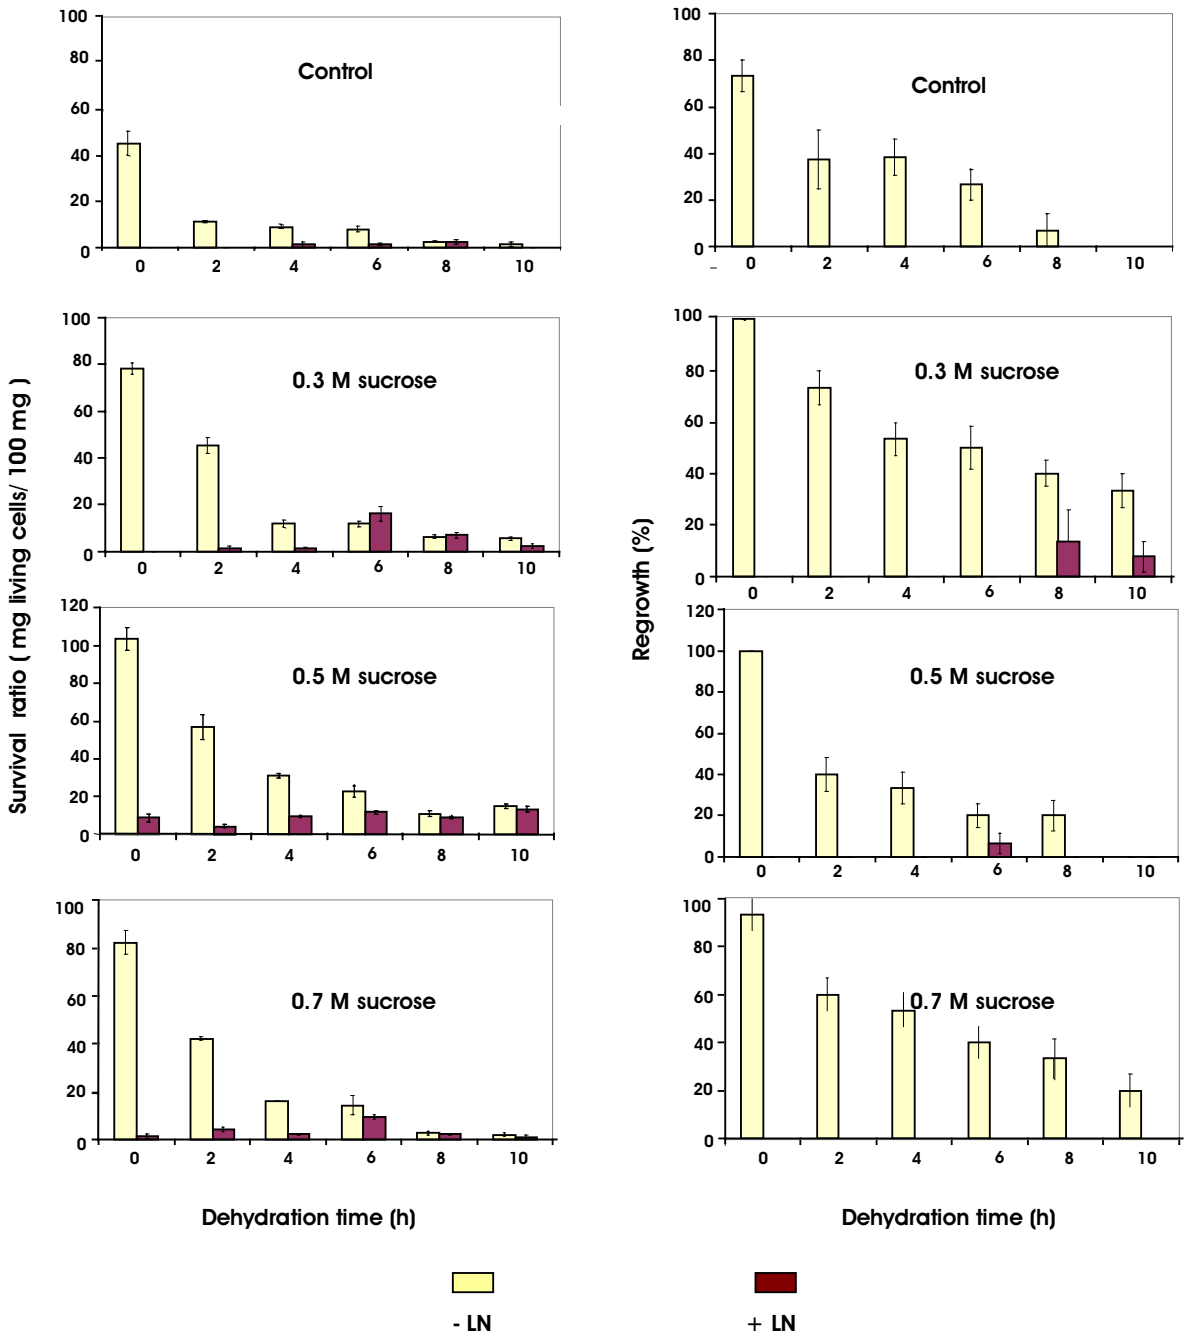 Survival ratio ( mg living cells/ 100 mg )
100
80
60
40
20
0
Control
0 2 4 6 8 10
100
80
60
40
20
0
0.3 M sucrose
0 2 4 6 8 10
120
100
80
60
40
20
0
0.5 M sucrose
0 2 4 6 8 10
100
80
60
40
20
0
0.7 M sucrose
0 2 4 6 8 10
Dehydration time (h)
Regrowth (%)
100
80
60
40
20
0
Control
0 2 4 6 8 10
100
80
60
40
20
0
0.3 M sucrose
0 2 4 6 8 10
120
100
80
60
40
20
0
0.5 M sucrose
0 2 4 6 8 10
100
80
60
40
20
0
0.7 M sucrose
0 2 4 6 8 10
Dehydration time (h)
- LN
+ LN